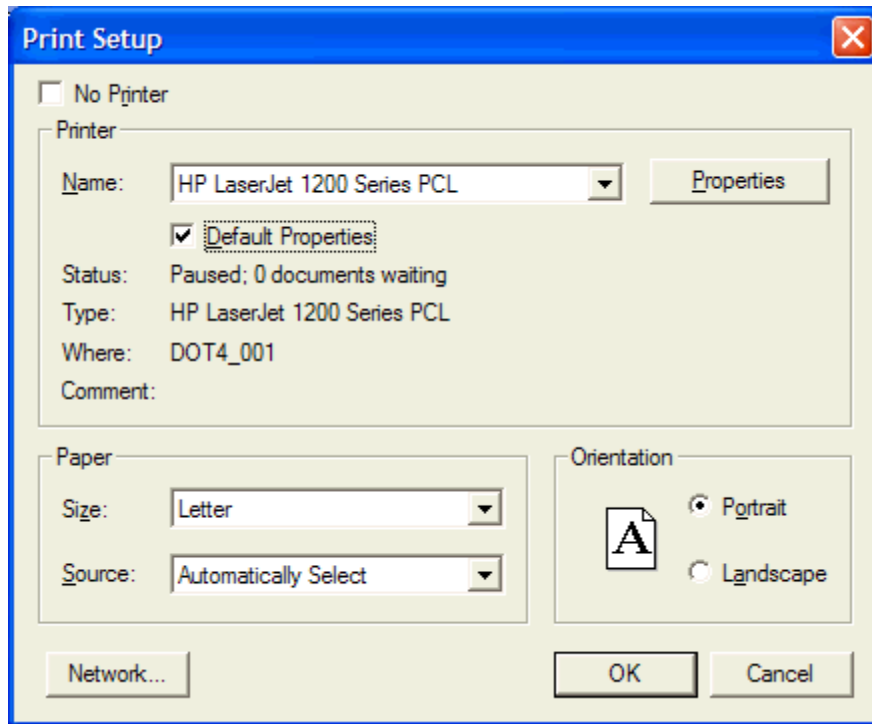 Print Setup
No Printer
Printer
Name: HP LaserJet 1200 Series PCL Properties
Default Properties
Status: Paused; 0 documents waiting
Type: HP LaserJet 1200 Series PCL
Where: DOT4_001
Comment:
Paper
Size: Letter
Source: Automatically Select
Orientation
A
Portrait
Landscape
Network... OK Cancel